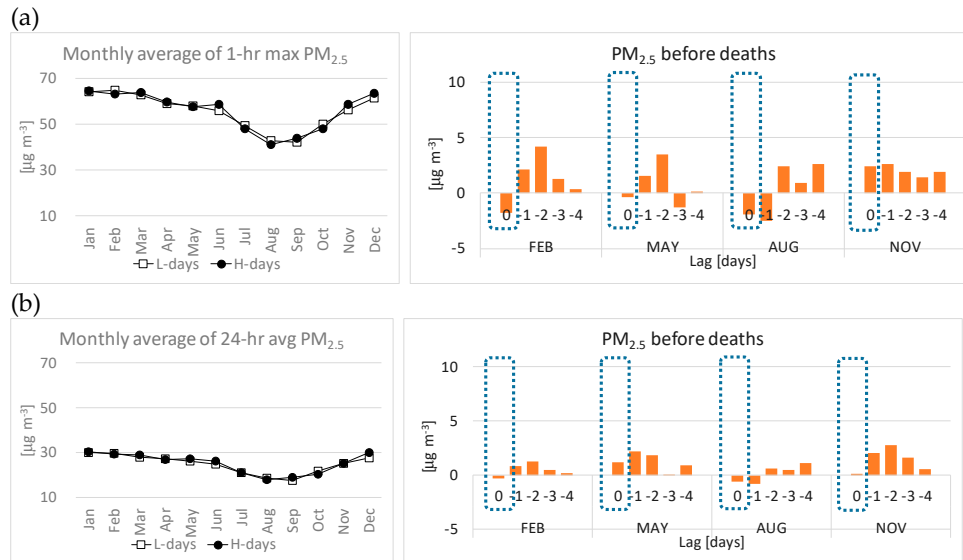 (a)
Monthly average of 1-hr max PM2.5
[µg m-3]
70
50
30
10
Jan Feb Mar Apr May Jun Jul Aug Sep Oct Nov Dec
L-days H-days
PM2.5 before deaths
[µg m-3]
10
5
0
-5
0 -1 -2 -3 -4 0 -1 -2 -3 -4 0 -1 -2 -3 -4 0 -1 -2 -3 -4
FEB MAY AUG NOV
Lag [days]
(b)
Monthly average of 24-hr avg PM2.5
[µg m-3]
70
50
30
10
Jan Feb Mar Apr May Jun Jul Aug Sep Oct Nov Dec
L-days H-days
PM2.5 before deaths
[µg m-3]
10
5
0
-5
0 -1 -2 -3 -4 0 -1 -2 -3 -4 0 -1 -2 -3 -4 0 -1 -2 -3 -4
FEB MAY AUG NOV
Lag [days]